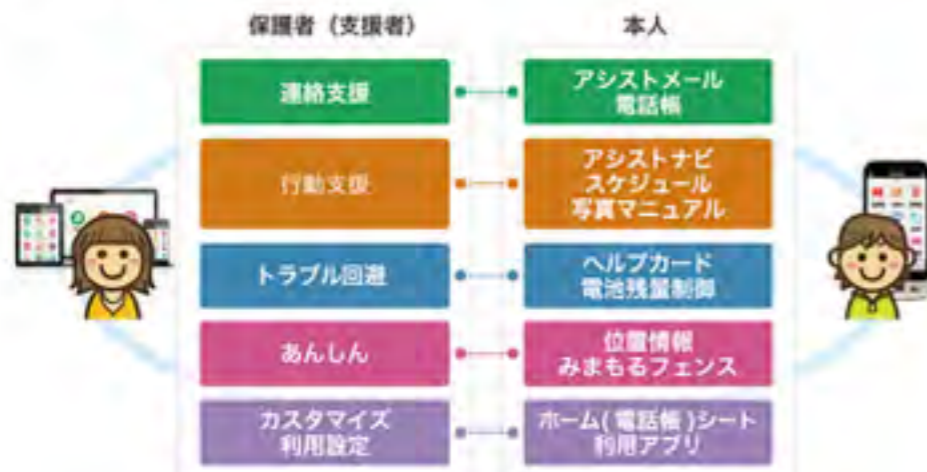 保護者（支援者）
本人
連絡支援
アシストメール
電話帳
行動支援
アシストナビ
スケジュール
写真マニュアル
トラブル回避
ヘルプカード
電池残量制御
あんしん
位置情報
みまもるフェンス
カスタマイズ
利用設定
ホーム(電話帳)シート
利用アプリ